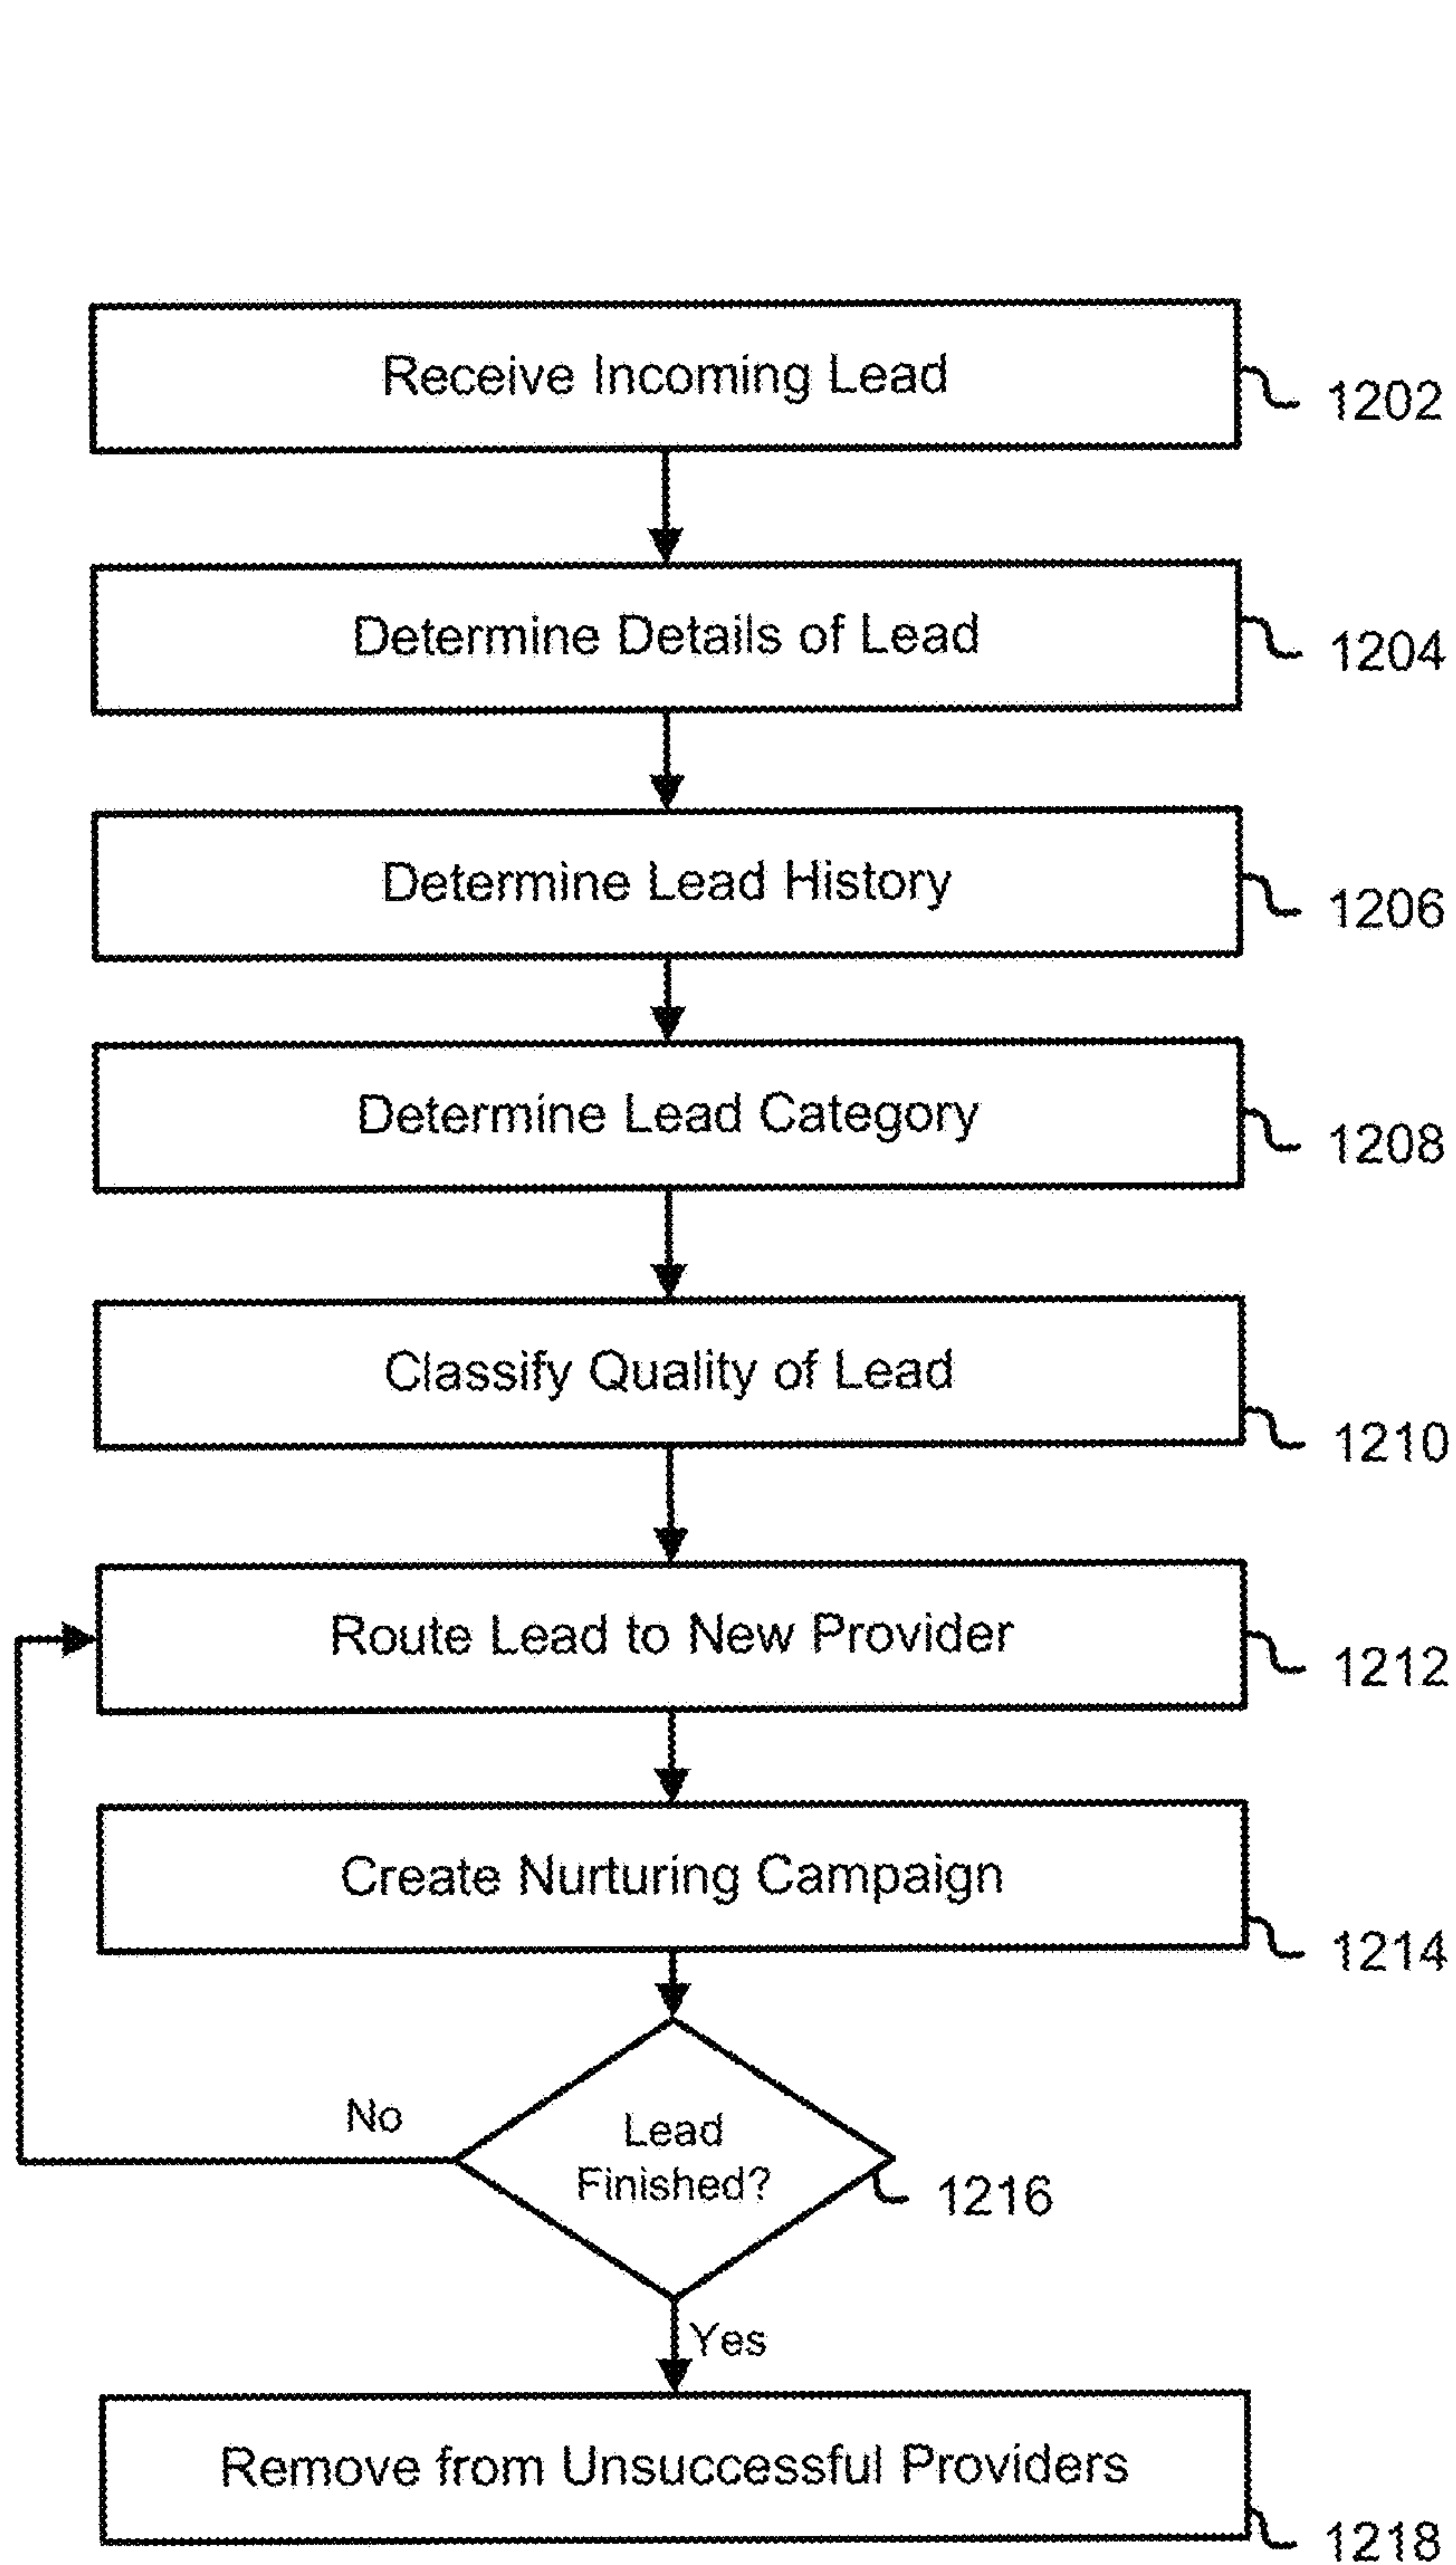 Receive Incoming Lead
1202
Determine Details of Lead
1204
Determine Lead History
1206
Determine Lead Category
1208
Classify Quality of Lead
1210
Route Lead to New Provider
1212
Create Nurturing Campaign
1214
No
Lead
Finished?
1216
Yes
Remove from Unsuccessful Providers
1218